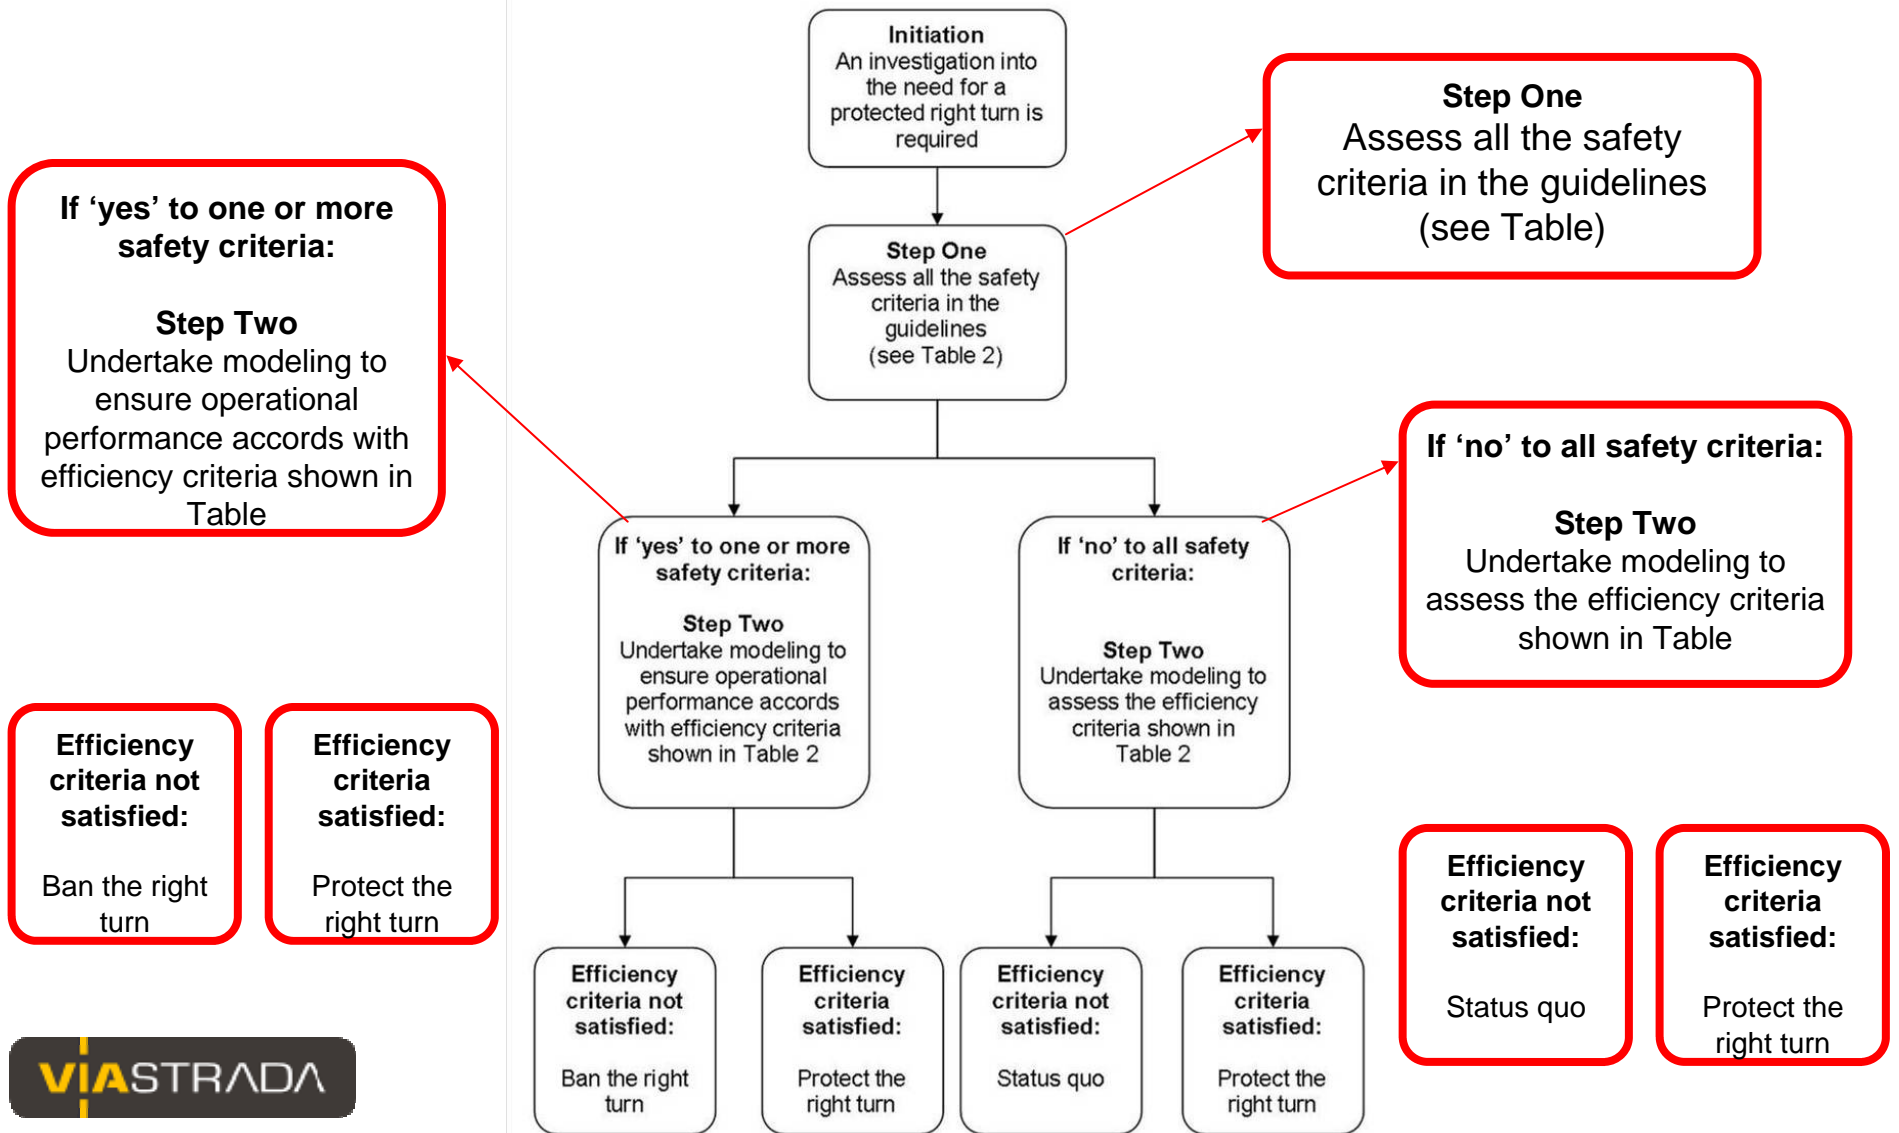 Initiation
An investigation into
the need for a
protected right turn is
required
Step One
Assess all the safety
criteria in the guidelines
(see Table)
If ‘yes’ to one or more
safety criteria:
Step Two
Undertake modeling to
ensure operational
performance accords with
efficiency criteria shown in
Table
Step One
Assess all the safety
criteria in the
guidelines
(see Table 2)
If ‘no’ to all safety criteria:
Step Two
Undertake modeling to
assess the efficiency criteria
shown in Table
If ‘yes’ to one or more
safety criteria:
Step Two
Undertake modeling to
ensure operational
performance accords
with efficiency criteria
shown in Table 2
If ‘no’ to all safety
criteria:
Step Two
Undertake modeling to
assess the efficiency
criteria shown in
Table 2
Efficiency
criteria not
satisfied:
Ban the right
turn
Efficiency
criteria
satisfied:
Protect the
right turn
Efficiency
criteria not
satisfied:
Status quo
Efficiency
criteria
satisfied:
Protect the
right turn
Efficiency
criteria not
satisfied:
Ban the right
turn
Efficiency
criteria
satisfied:
Protect the
right turn
Efficiency
criteria not
satisfied:
Status quo
Efficiency
criteria
satisfied:
Protect the
right turn
VIASTRADA